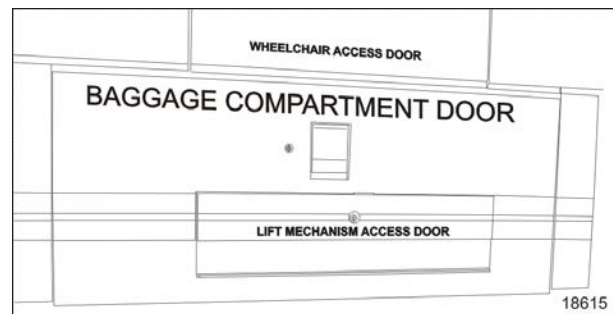 WHEELCHAIR ACCESS DOOR
BAGGAGE COMPARTMENT DOOR
LIFT MECHANISM ACCESS DOOR
18615